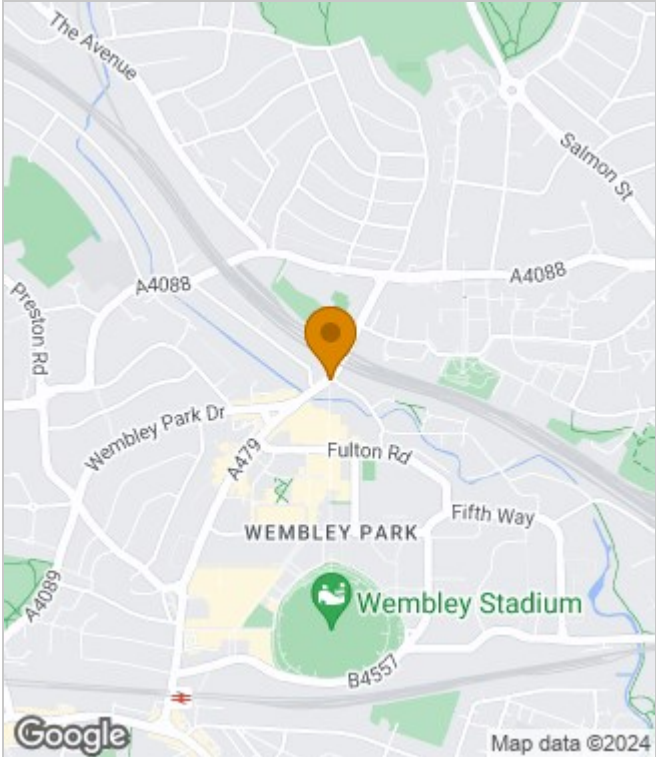 The Avenue
Salmon St
A4088
A4088
Preston Rd
Wembley Park Dr
A479
Fulton Rd
Fifth Way
WEMBLEY PARK
Wembley Stadium
A4089
B4557
Google
Map data ©2024